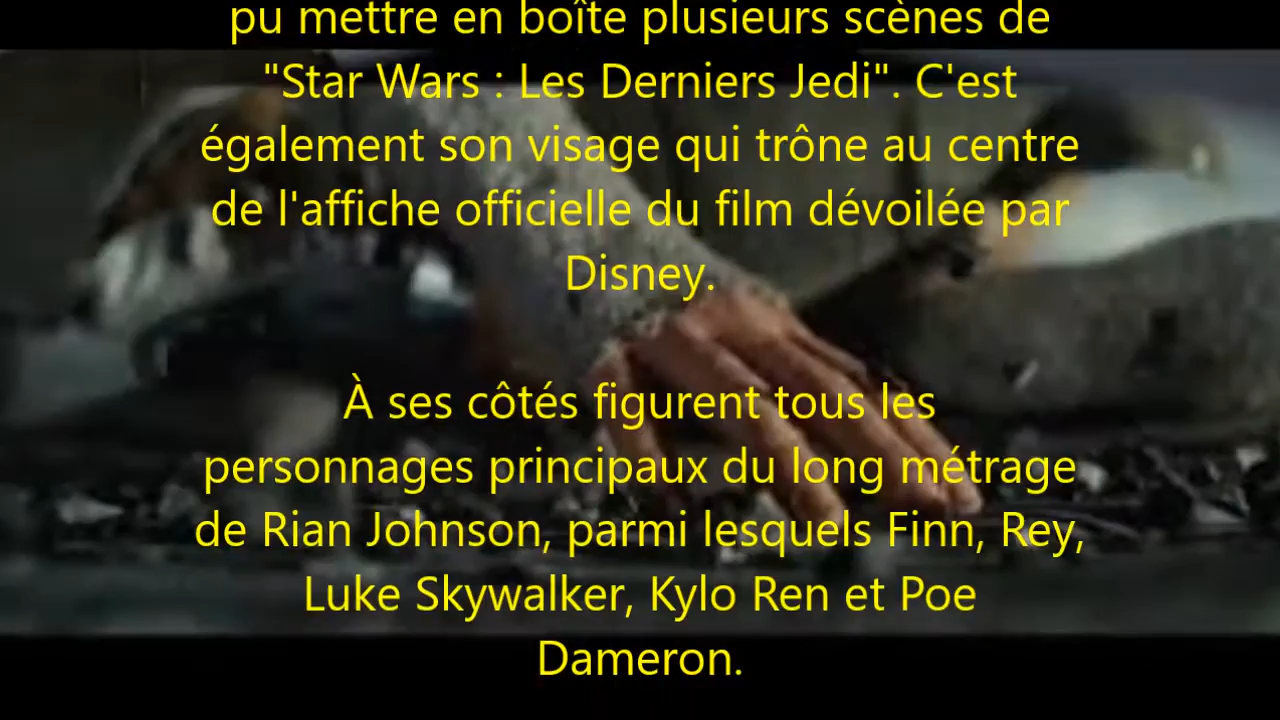 pu mettre en boîte plusieurs scènes de
"Star Wars : Les Derniers Jedi". C'est
également son visage qui trône au centre
de l'affiche officielle du film dévoilée par
Disney.
À ses côtés figurent tous les
personnages principaux du long métrage
de Rian Johnson, parmi lesquels Finn, Rey,
Luke Skywalker, Kylo Ren et Poe
Dameron.